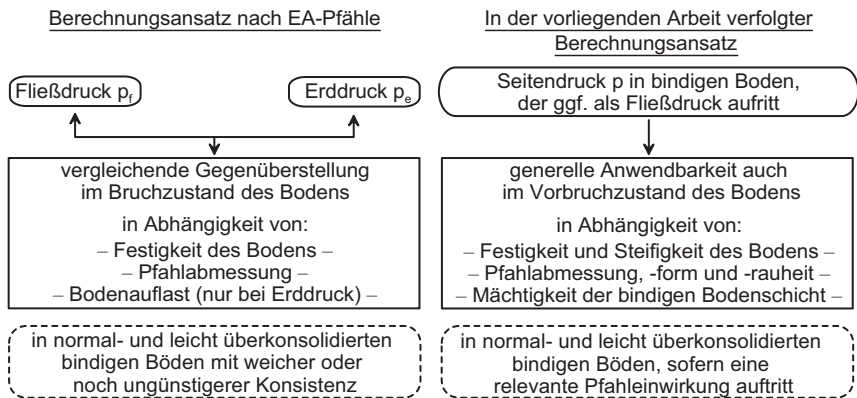 Berechnungsansatz nach EA-Pfähle
Fließdruck p_f
Erddruck p_e
vergleichende Gegenüberstellung
im Bruchzustand des Bodens
in Abhängigkeit von:
– Festigkeit des Bodens –
– Pfahlabmessung –
– Bodenauflast (nur bei Erddruck) –
in normal- und leicht überkonsolidierten
bindigen Böden mit weicher oder
noch ungünstigerer Konsistenz
In der vorliegenden Arbeit verfolgter
Berechnungsansatz
Seitendruck p in bindigen Boden,
der ggf. als Fließdruck aufritt
generelle Anwendbarkeit auch
im Vorbruchzustand des Bodens
in Abhängigkeit von:
– Festigkeit und Steifigkeit des Bodens –
– Pfahlabmessung, -form und -rauheit –
– Mächtigkeit der bindigen Bodenschicht –
in normal- und leicht überkonsolidierten
bindigen Böden, sofern eine
relevante Pfahleinwirkung auftritt